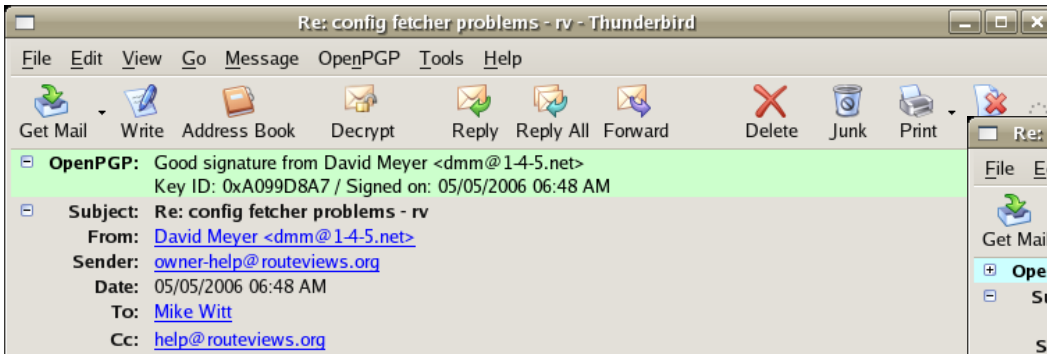 Re: config fetcher problems - rv - Thunderbird
File Edit View Go Message OpenPGP Tools Help
Get Mail Write Address Book Decrypt Reply Reply All Forward Delete Junk Print
OpenPGP: Good signature from David Meyer <dmm@1-4-5.net>
Key ID: 0xA099D8A7 / Signed on: 05/05/2006 06:48 AM
Subject: Re: config fetcher problems - rv
From: David Meyer <dmm@1-4-5.net>
Sender: owner-help@routeviews.org
Date: 05/05/2006 06:48 AM
To: Mike Witt
Cc: help@routeviews.org
Re:
File
Get Mail